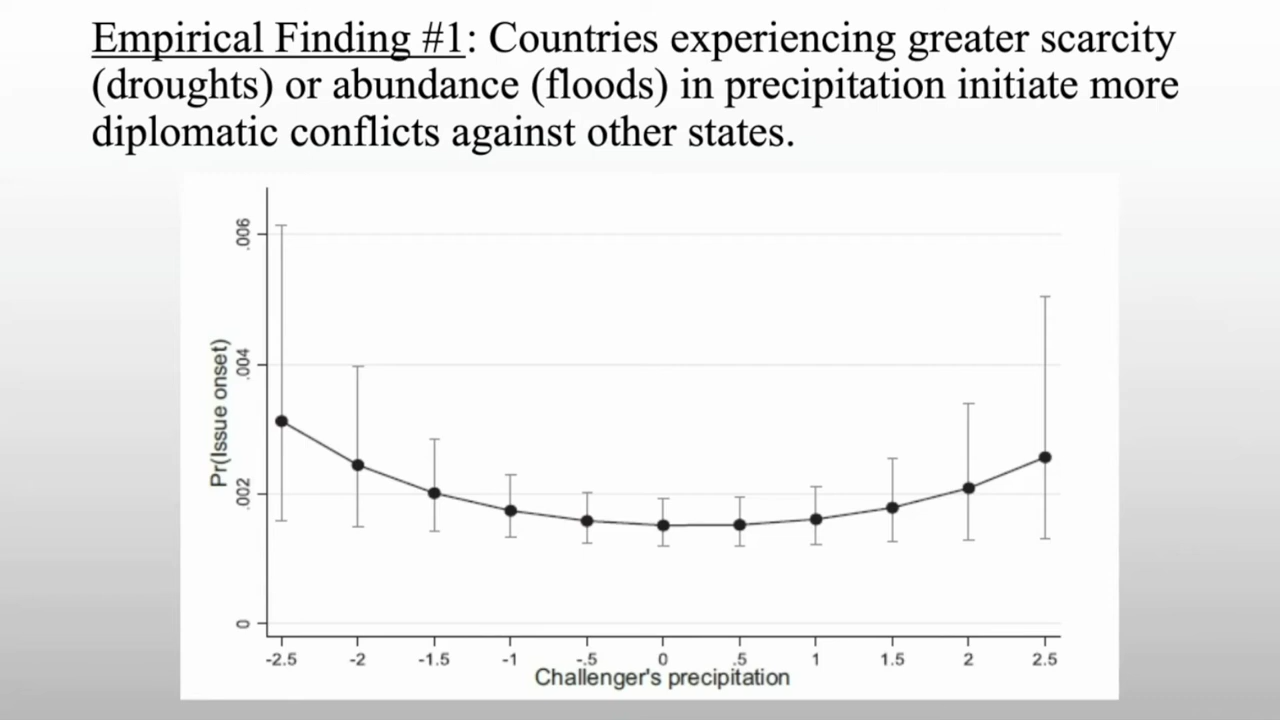 Empirical Finding #1: Countries experiencing greater scarcity
(droughts) or abundance (floods) in precipitation initiate more
diplomatic conflicts against other states.
.006
.004
.002
0
Pr(Issue onset)
-2.5 -2 -1.5 -1 -.5 0 .5 1 1.5 2 2.5
Challenger's precipitation